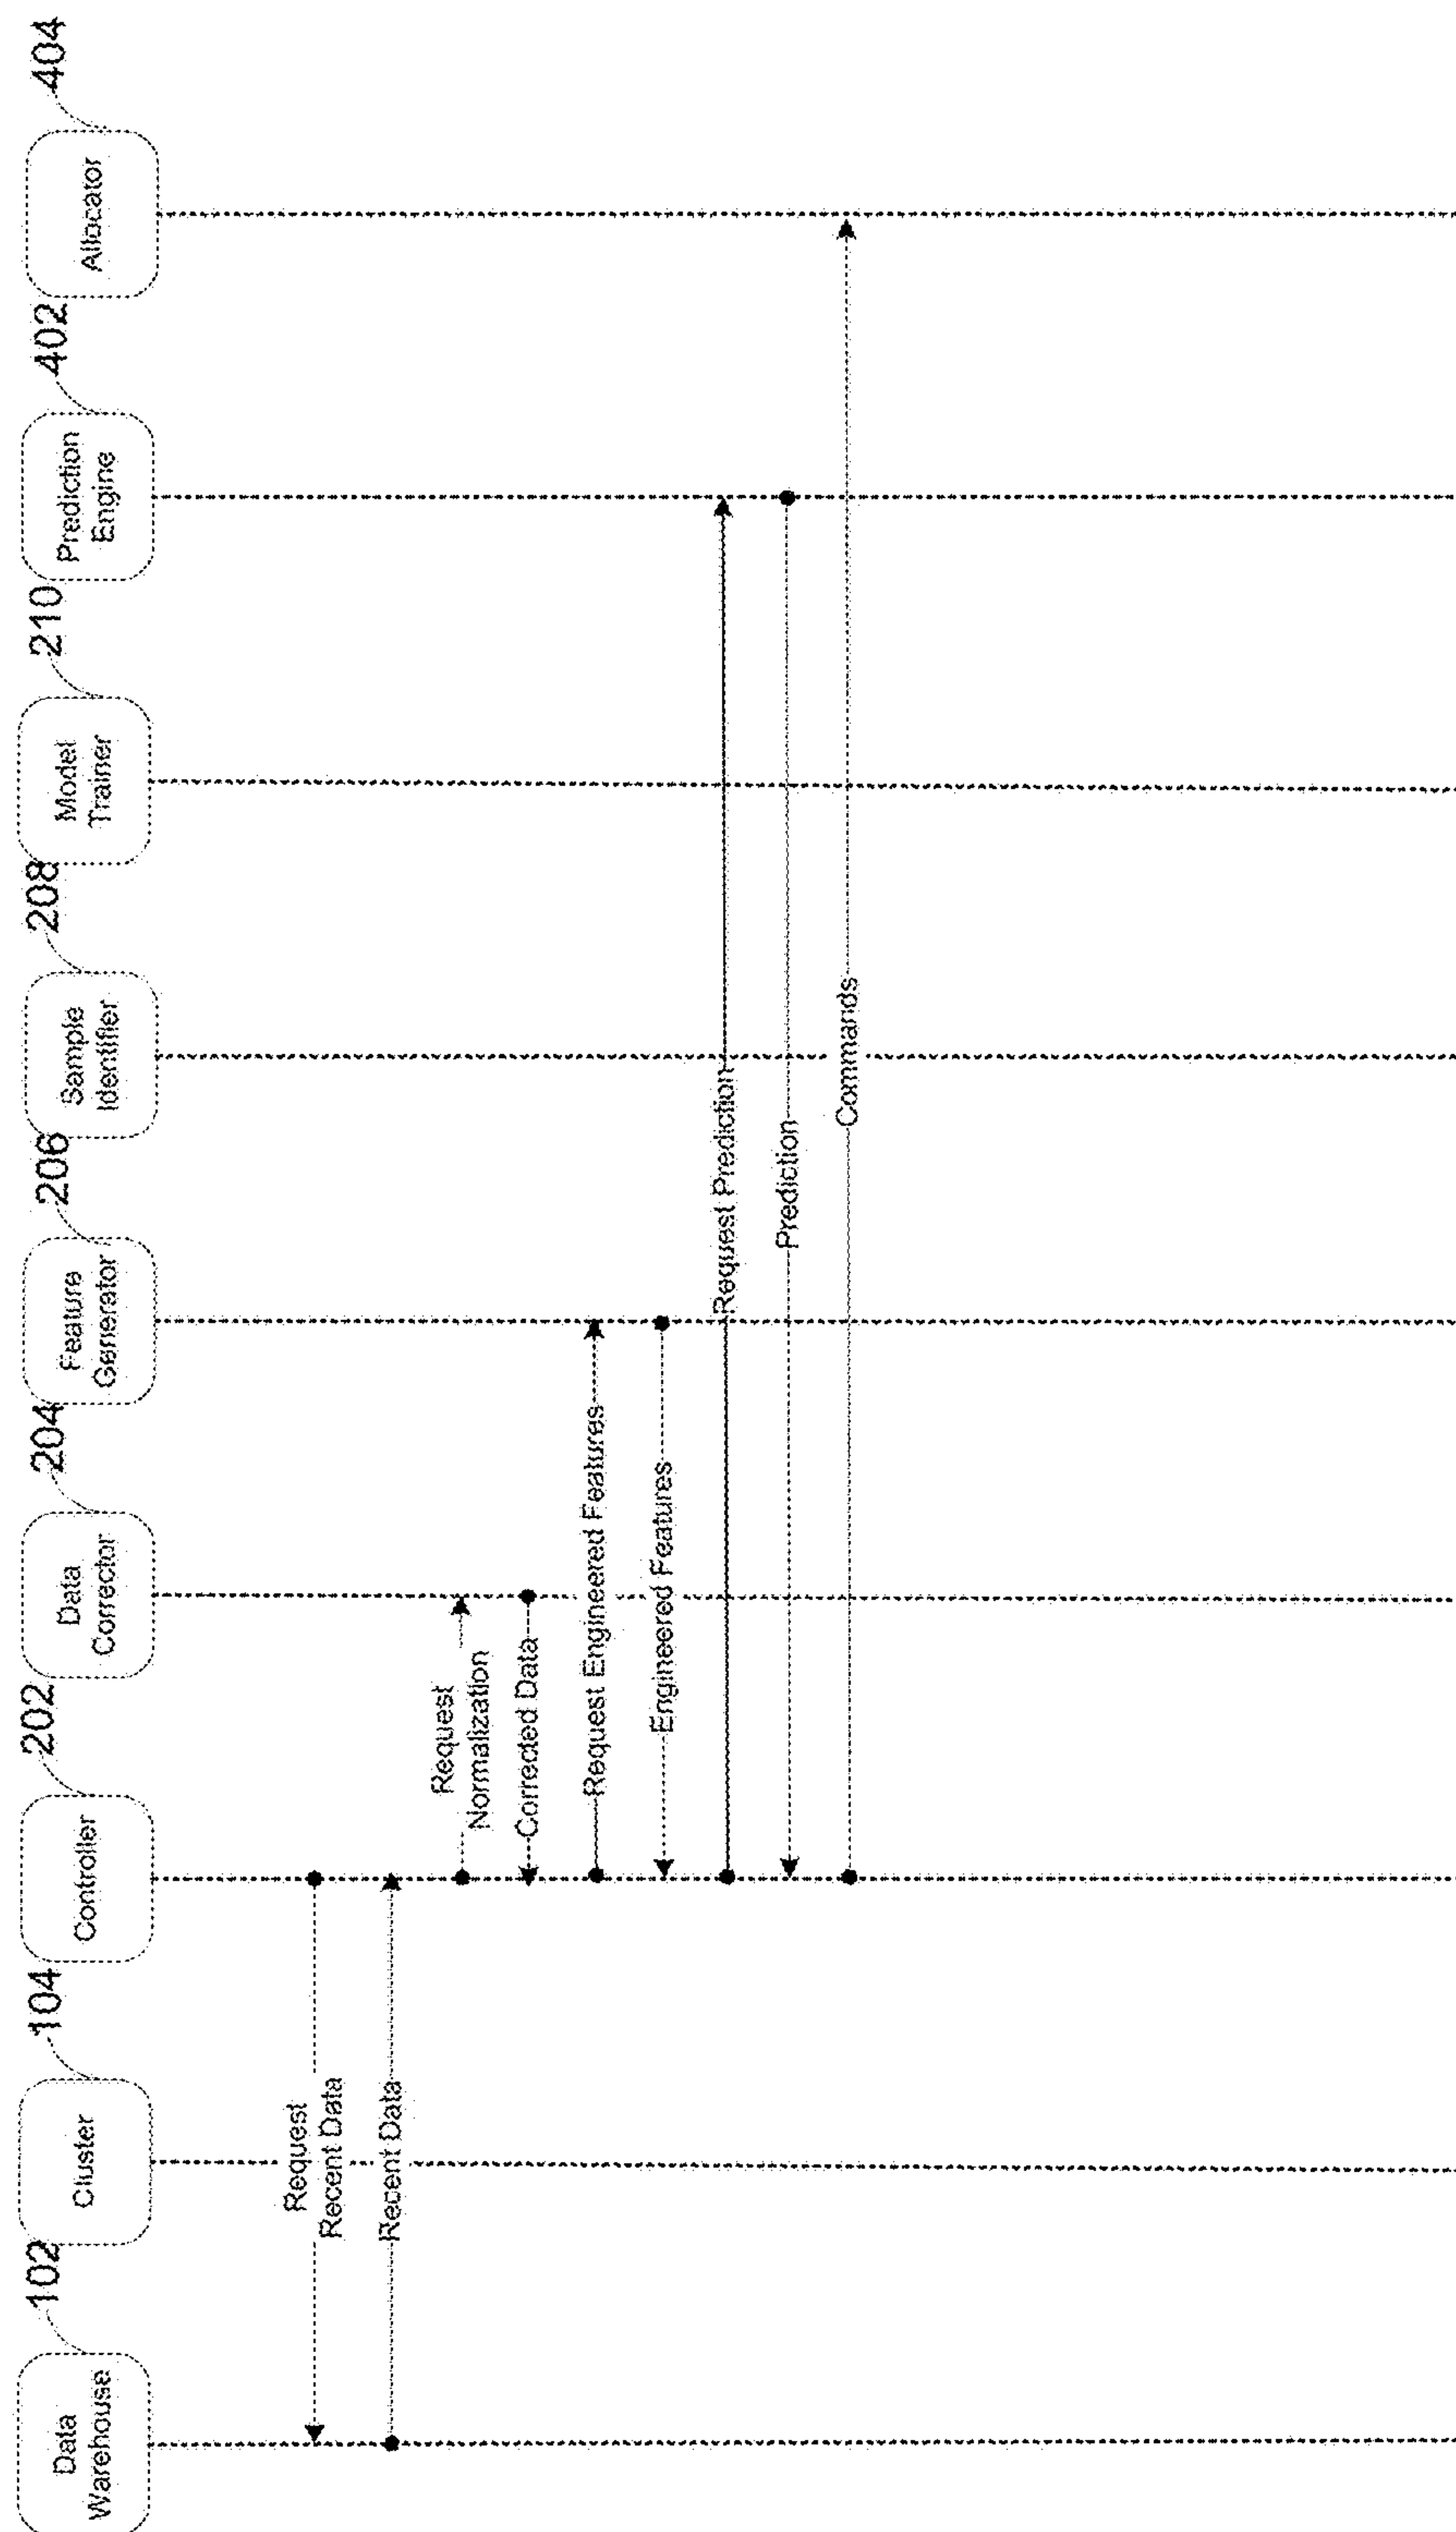 102
104
202
204
206
208
210
402
404
Data
Warehouse
Cluster
Controller
Data
Corrector
Feature
Generator
Sample
Identifier
Model
Trainer
Prediction
Engine
Allocator
Request
Recent Data
Recent Data
Request
Normalization
Corrected Data
Request Engineered Features
Engineered Features
Request Prediction
Prediction
Commands